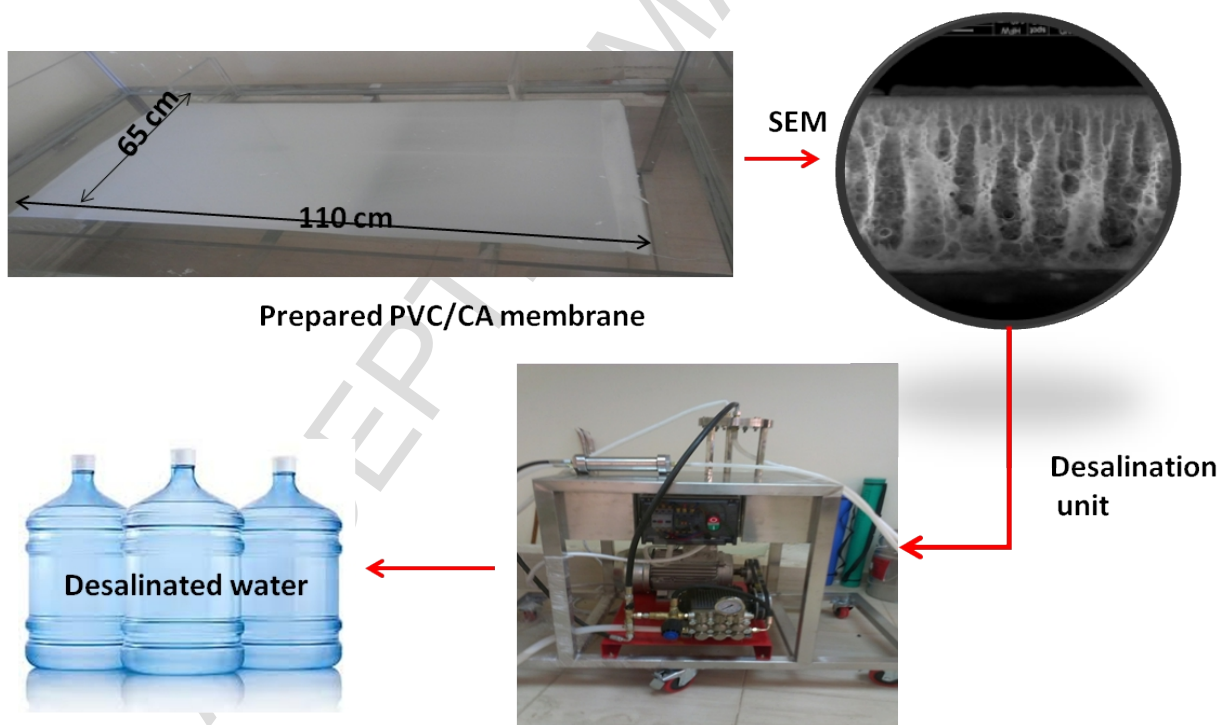 65 cm
110 cm
SEM
Prepared PVC/CA membrane
Desalination
unit
Desalinated water